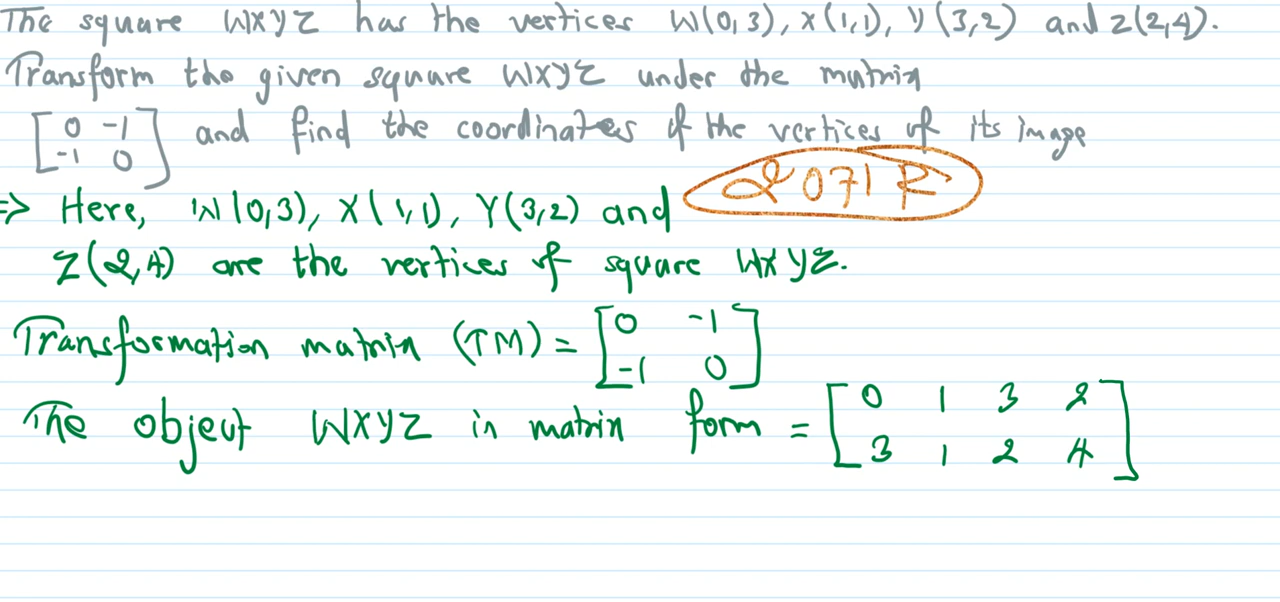 The square WXYZ has the vertices W(0,3), X(1,1), Y(3,2) and Z(2,4).
Transform the given square WXYZ under the matrix
[0 -1
-1 0] and find the coordinates of the vertices of its image
2071 R
⇒ Here, W(0,3), X(1,1), Y(3,2) and
Z(2,4) are the vertices of square WXYZ.
Transformation matrix (TM) = [0 -1
-1 0]
The object WXYZ in matrix form = [0 1 3 2
3 1 2 4]